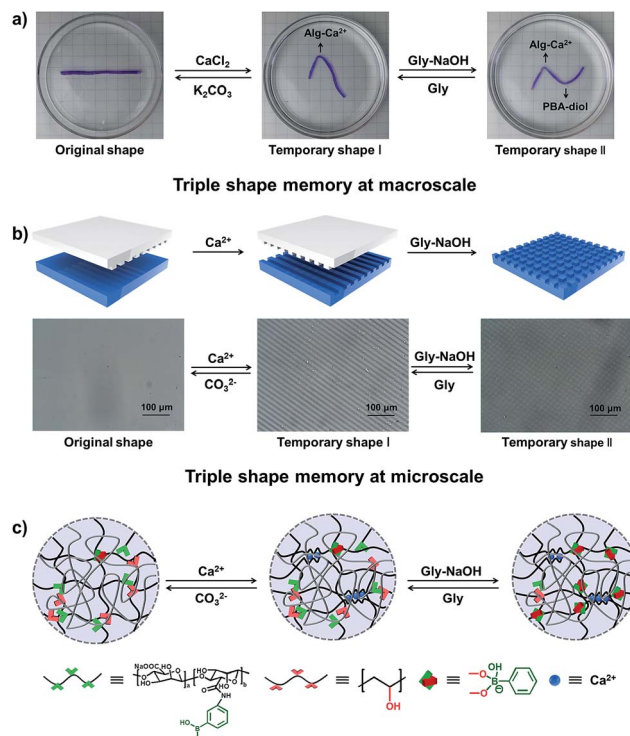 a)
Alg-Ca²⁺
CaCl₂
K₂CO₃
Gly-NaOH
Gly
Alg-Ca²⁺
PBA-diol
Original shape
Temporary shape Ⅰ
Temporary shape Ⅱ
Triple shape memory at macroscale
b)
Ca²⁺
Gly-NaOH
Ca²⁺
CO₃²⁻
Gly-NaOH
Gly
100 μm
100 μm
100 μm
Original shape
Temporary shape Ⅰ
Temporary shape Ⅱ
Triple shape memory at microscale
c)
Ca²⁺
CO₃²⁻
Gly-NaOH
Gly
NaOOC
HO
OH
O
a
b
NH
HO
B
OH
OH
O
B
O
⊖
≡ Ca²⁺